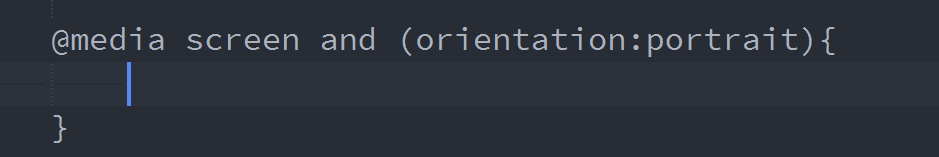 @media screen and (orientation:portrait){
}